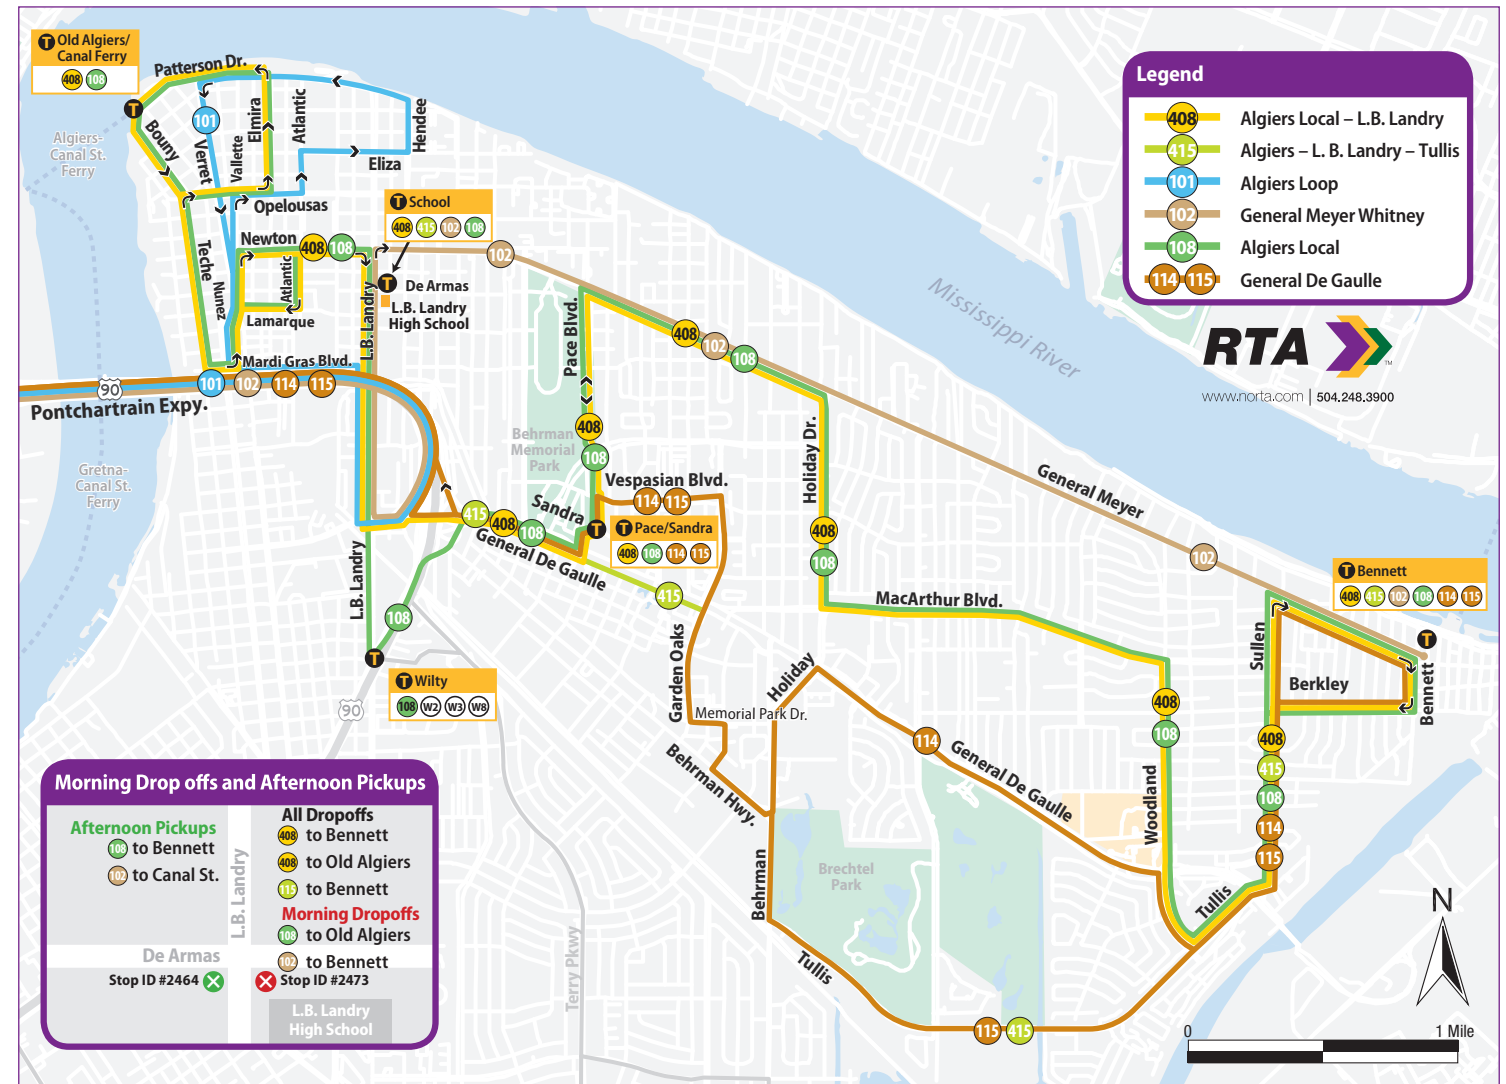 Old Algiers/
Canal Ferry
408 108
T
Patterson Dr.
Bouny
Algiers-
Canal St.
Ferry
101
Verret
Vallette
Elmira
Atlantic
Hendee
Eliza
Opelousas
T School
408 415 102 108
Newton
408 108
102
Teche
Nunez
Atlantic
Lamarque
L.B. Landry
T
De Armas
L.B. Landry
High School
Mardi Gras Blvd.
90
101 102 114 115
Pontchartrain Expy.
Gretna-
Canal St.
Ferry
Pace Blvd.
408
108
Behrman
Memorial
Park
408 102 108
Mississippi River
Legend
408 Algiers Local – L.B. Landry
415 Algiers – L. B. Landry – Tullis
101 Algiers Loop
102 General Meyer Whitney
108 Algiers Local
114 115 General De Gaulle
RTA
TM
www.norta.com | 504.248.3900
Vespasian Blvd.
114 115
Sandra
T
T Pace/Sandra
408 108 114 115
415 408 108
General De Gaulle
415
Holiday Dr.
408
108
General Meyer
102
T Bennett
408 415 102 108 114 115
T
Bennett
Sullen
Berkley
MacArthur Blvd.
L.B. Landry
108
T
T Wilty
108 W2 W3 W8
90
Garden Oaks
Memorial Park Dr.
Holiday
Behrman Hwy.
114
General De Gaulle
408
108
Woodland
408
415
108
114
115
Tullis
Brechtel
Park
Behrman
Tullis
115 415
Terry Pkwy
Morning Drop offs and Afternoon Pickups
Afternoon Pickups
108 to Bennett
102 to Canal St.
L.B. Landry
All Dropoffs
408 to Bennett
408 to Old Algiers
115 to Bennett
Morning Dropoffs
108 to Old Algiers
102 to Bennett
De Armas
Stop ID #2464
Stop ID #2473
L.B. Landry
High School
N
0 1 Mile